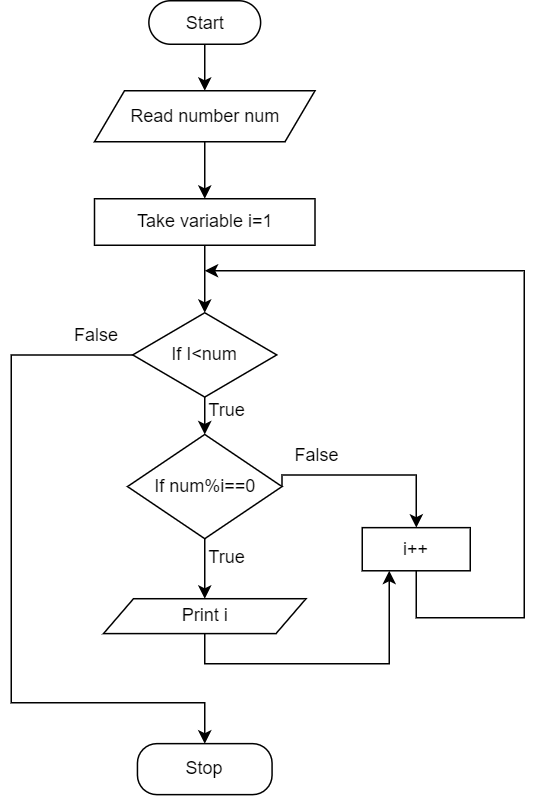 Start
Read number num
Take variable i=1
False
If I<num
True
If num%i==0
False
i++
True
Print i
Stop